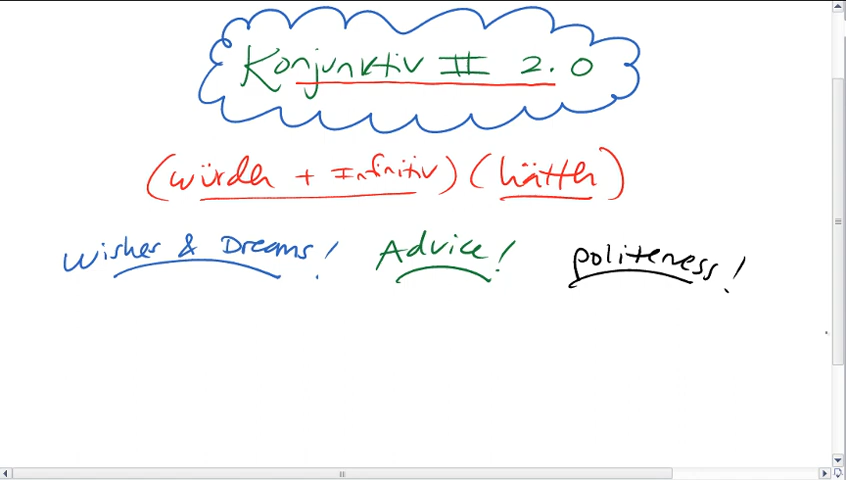 Konjunktiv II 2.0
(würden + Infinitiv) (hätten)
Wishes & Dreams! Advice! politeness!